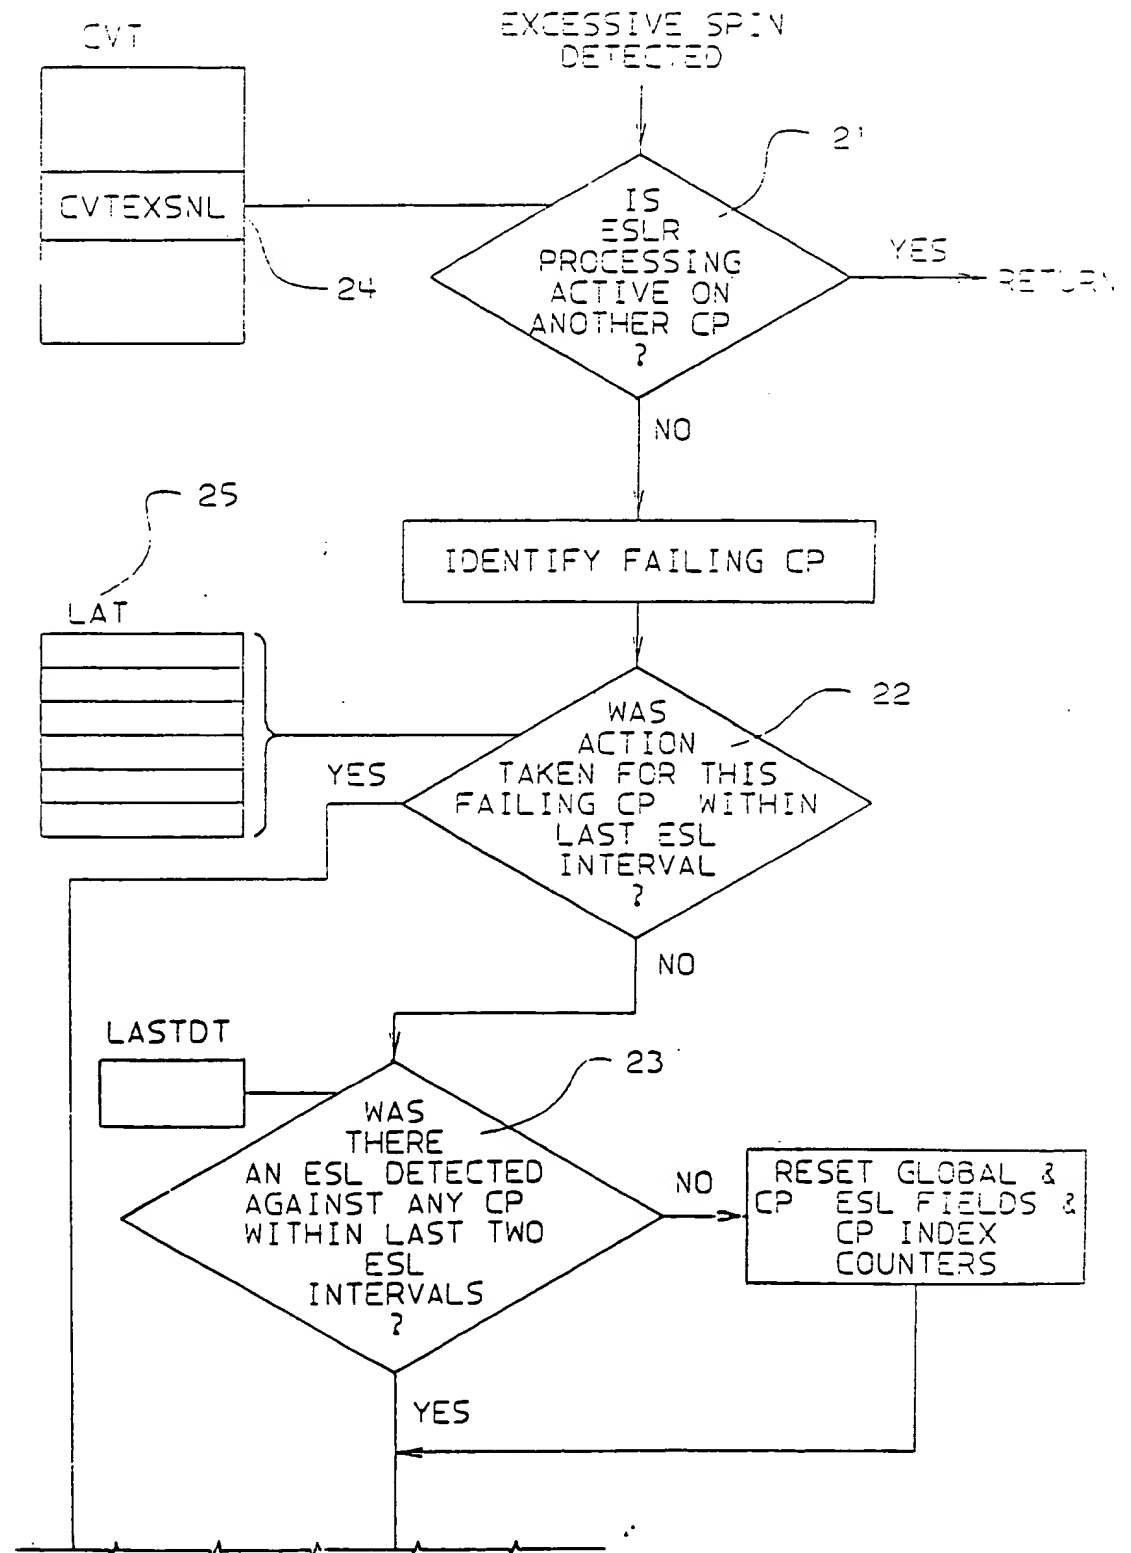 CVT
EXCESSIVE SPIN
DETECTED
21
CVTEXSNL
24
IS
ESLR
PROCESSING
ACTIVE ON
ANOTHER CP
?
YES
RETURN
NO
25
IDENTIFY FAILING CP
LAT
22
WAS
ACTION
TAKEN FOR THIS
FAILING CP WITHIN
LAST ESL
INTERVAL
?
YES
NO
LASTDT
23
WAS
THERE
AN ESL DETECTED
AGAINST ANY CP
WITHIN LAST TWO
ESL
INTERVALS
?
NO
RESET GLOBAL &
CP ESL FIELDS &
CP INDEX
COUNTERS
YES